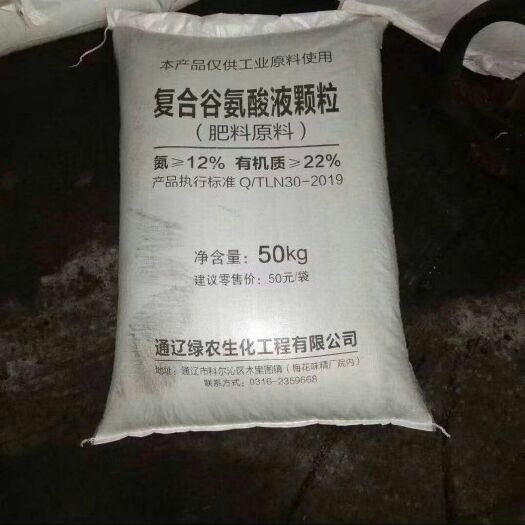 本产品仅供工业原料使用
复合谷氨酸液颗粒
（肥料原料）
氮≥12% 有机质≥22%
产品执行标准 Q/TLN30-2019
净含量：50kg
建议零售价：50元/袋
通辽绿农生化工程有限公司
地址：通辽市科尔沁区木里图镇（梅花味精厂院内）
联系方式：0316-2359668